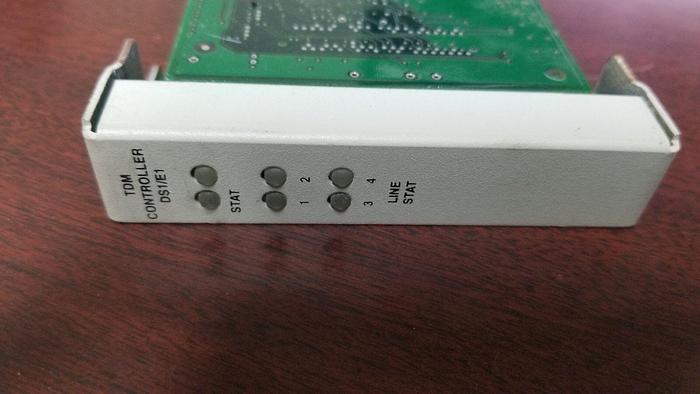 TDM
CONTROLLER
DS1/E1
STAT
1 2
3 4
LINE
STAT